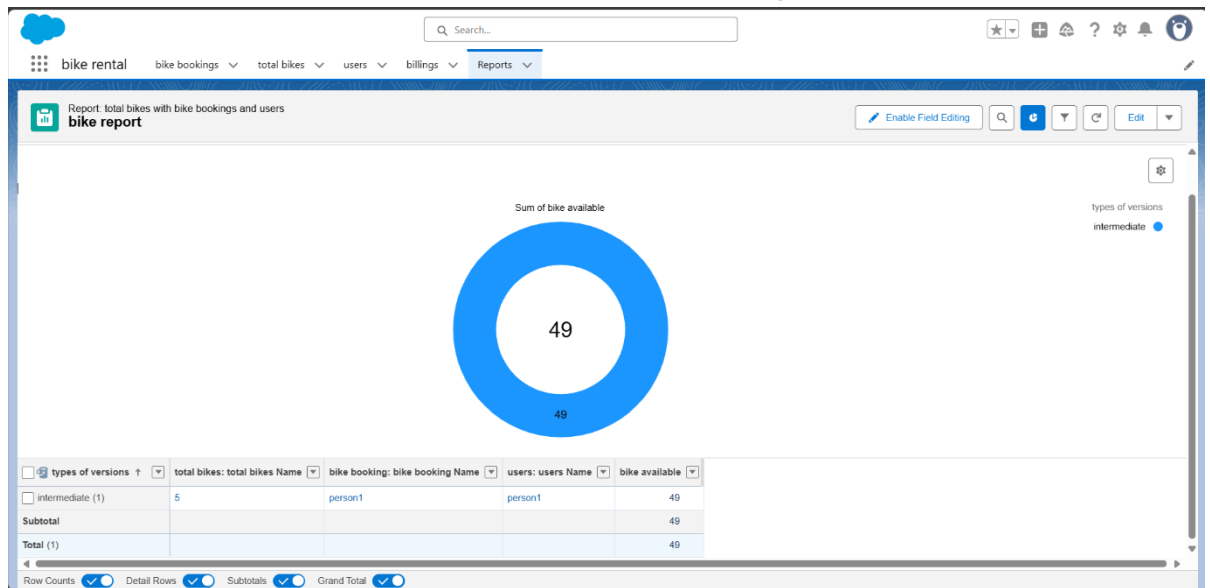 Search...
bike rental bike bookings total bikes users billings Reports
Report: total bikes with bike bookings and users
bike report
Enable Field Editing
Edit
Sum of bike available
types of versions
intermediate
49
49
types of versions ↑ total bikes: total bikes Name bike booking: bike booking Name users: users Name bike available
intermediate (1) 5 person1 person1 49
Subtotal 49
Total (1) 49
Row Counts Detail Rows Subtotals Grand Total